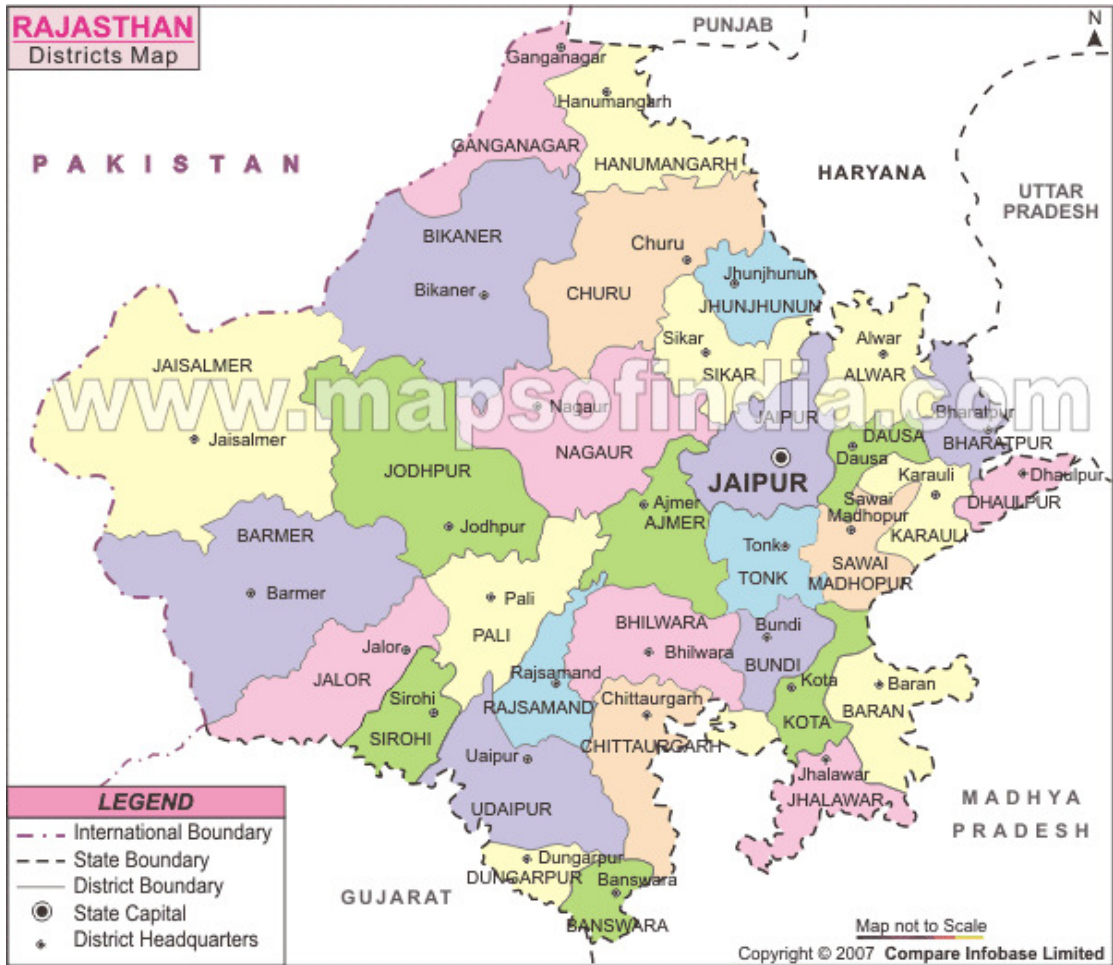 RAJASTHAN
Districts Map
PUNJAB
N
Ganganagar
Hanumangarh
GANGANAGAR
HANUMANGARH
PAKISTAN
HARYANA
UTTAR
PRADESH
BIKANER
Bikaner
Churu
CHURU
Jhunjhunun
JHUNJHUNUN
Sikar
SIKAR
Alwar
ALWAR
JAISALMER
Jaisalmer
www.mapsofindia.com
Nagaur
NAGAUR
JAIPUR
JAIPUR
Bharatpur
BHARATPUR
DAUSA
Dausa
JODHPUR
Jodhpur
Ajmer
AJMER
Karauli
KARAULI
Dhaulpur
DHAULPUR
Sawai
Madhopur
SAWAI
MADHOPUR
BARMER
Barmer
Tonk
TONK
Pali
PALI
BHILWARA
Bhilwara
Bundi
BUNDI
Jalor
JALOR
Sirohi
SIROHI
Rajsamand
RAJSAMAND
Chittaurgarh
CHITTAURGARH
Kota
KOTA
Baran
BARAN
Uaipur
UDAIPUR
Jhalawar
JHALAWAR
MADHYA
PRADESH
Dungarpur
DUNGARPUR
Banswara
BANSWARA
GUJARAT
LEGEND
International Boundary
State Boundary
District Boundary
State Capital
District Headquarters
Map not to Scale
Copyright © 2007 Compare Infobase Limited